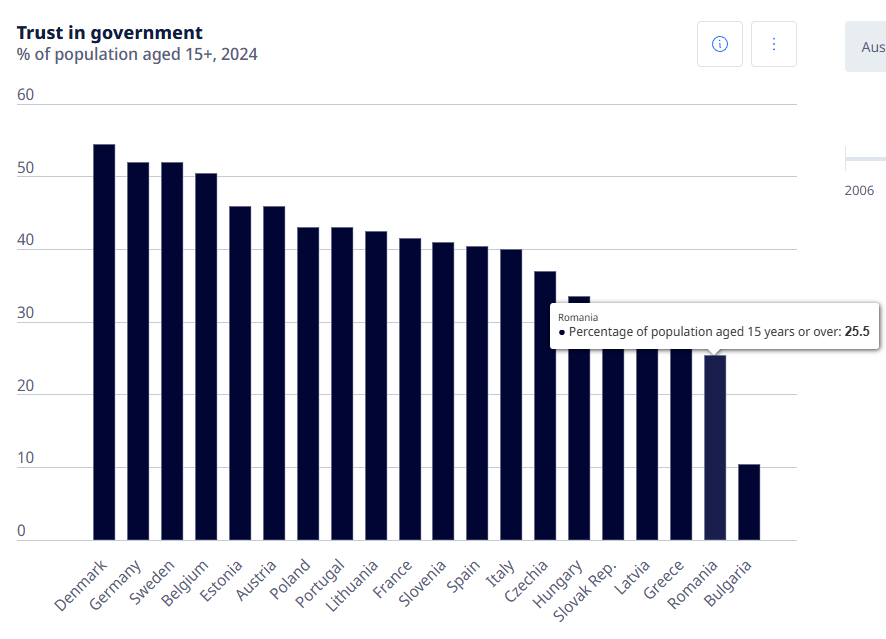 Trust in government
% of population aged 15+, 2024
Aus
60
50
40
30
20
10
0
2006
Romania
Percentage of population aged 15 years or over: 25.5
Denmark
Germany
Sweden
Belgium
Estonia
Austria
Poland
Portugal
Lithuania
France
Slovenia
Spain
Italy
Czechia
Hungary
Slovak Rep.
Latvia
Greece
Romania
Bulgaria